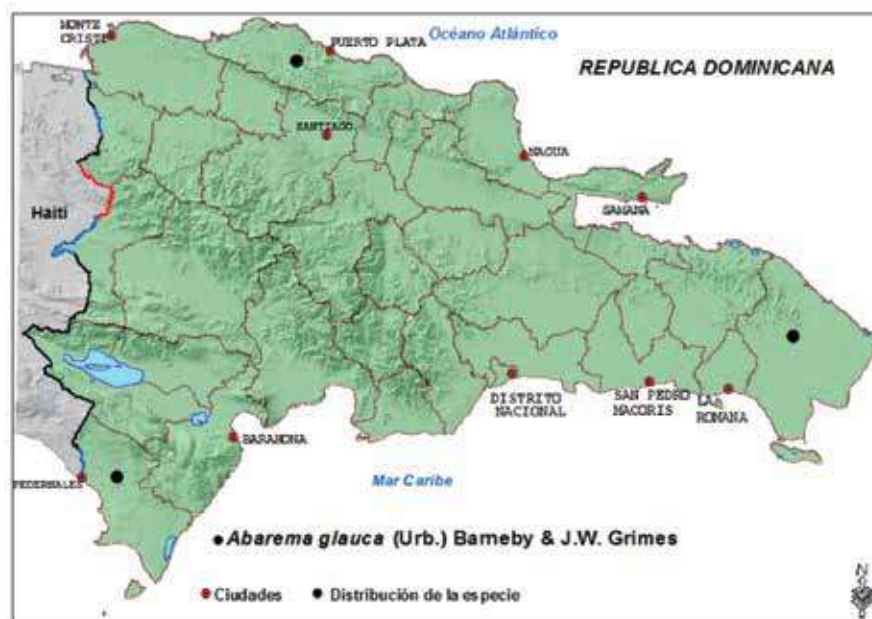 MONTE
CRISTI
PUERTO PLATA
Océano Atlántico
REPUBLICA DOMINICANA
SANTIAGO
NAGUA
SAMANA
Haiti
DISTRITO
NACIONAL
SAN PEDRO
MACORIS
LA
ROMANA
BARAHONA
PEDERNALES
Mar Caribe
Abarema glauca (Urb.) Barneby & J.W. Grimes
Ciudades
Distribución de la especie
N